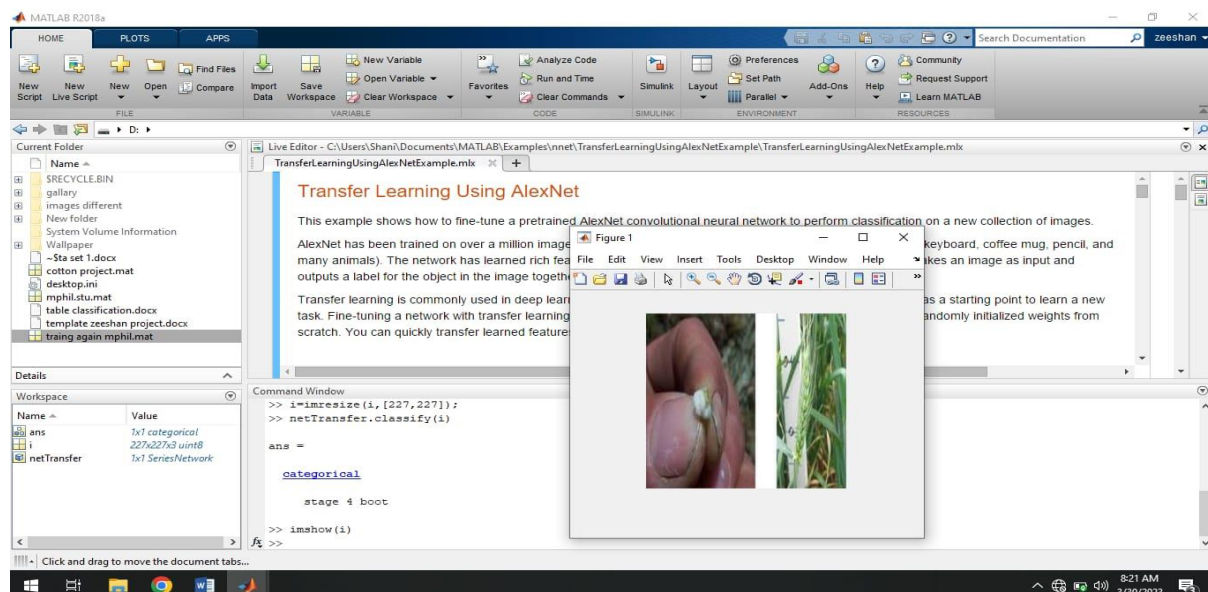 MATLAB R2018a
HOME PLOTS APPS Search Documentation zeeshan
New Script
New Live Script
New
Open
Find Files
Compare
FILE
Import Data
Save Workspace
New Variable
Open Variable
Clear Workspace
VARIABLE
Favorites
Analyze Code
Run and Time
Clear Commands
CODE
Simulink
SIMULINK
Layout
Preferences
Set Path
Parallel
Add-Ons
ENVIRONMENT
Help
Community
Request Support
Learn MATLAB
RESOURCES
D:
Current Folder
Name
$RECYCLE.BIN
gallary
images different
New folder
System Volume Information
Wallpaper
~Sta set 1.docx
cotton project.mat
desktop.ini
mphil.stu.mat
table classification.docx
template zeeshan project.docx
traing again mphil.mat
Details
Workspace
Name Value
ans 1x1 categorical
i 227x227x3 uint8
netTransfer 1x1 SeriesNetwork
Live Editor - C:\Users\Shani\Documents\MATLAB\Examples\nnet\TransferLearningUsingAlexNetExample\TransferLearningUsingAlexNetExample.mlx
TransferLearningUsingAlexNetExample.mlx
Transfer Learning Using AlexNet
This example shows how to fine-tune a pretrained AlexNet convolutional neural network to perform classification on a new collection of images.
AlexNet has been trained on over a million image keyboard, coffee mug, pencil, and
many animals). The network has learned rich fea akes an image as input and
outputs a label for the object in the image togeth
Transfer learning is commonly used in deep lear as a starting point to learn a new
task. Fine-tuning a network with transfer learning andomly initialized weights from
scratch. You can quickly transfer learned feature
Figure 1
File Edit View Insert Tools Desktop Window Help
Command Window
>> i=imresize(i,[227,227]);
>> netTransfer.classify(i)
ans =
categorical
stage 4 boot
>> imshow(i)
fx >>
Click and drag to move the document tabs...
8:21 AM
3/30/2023